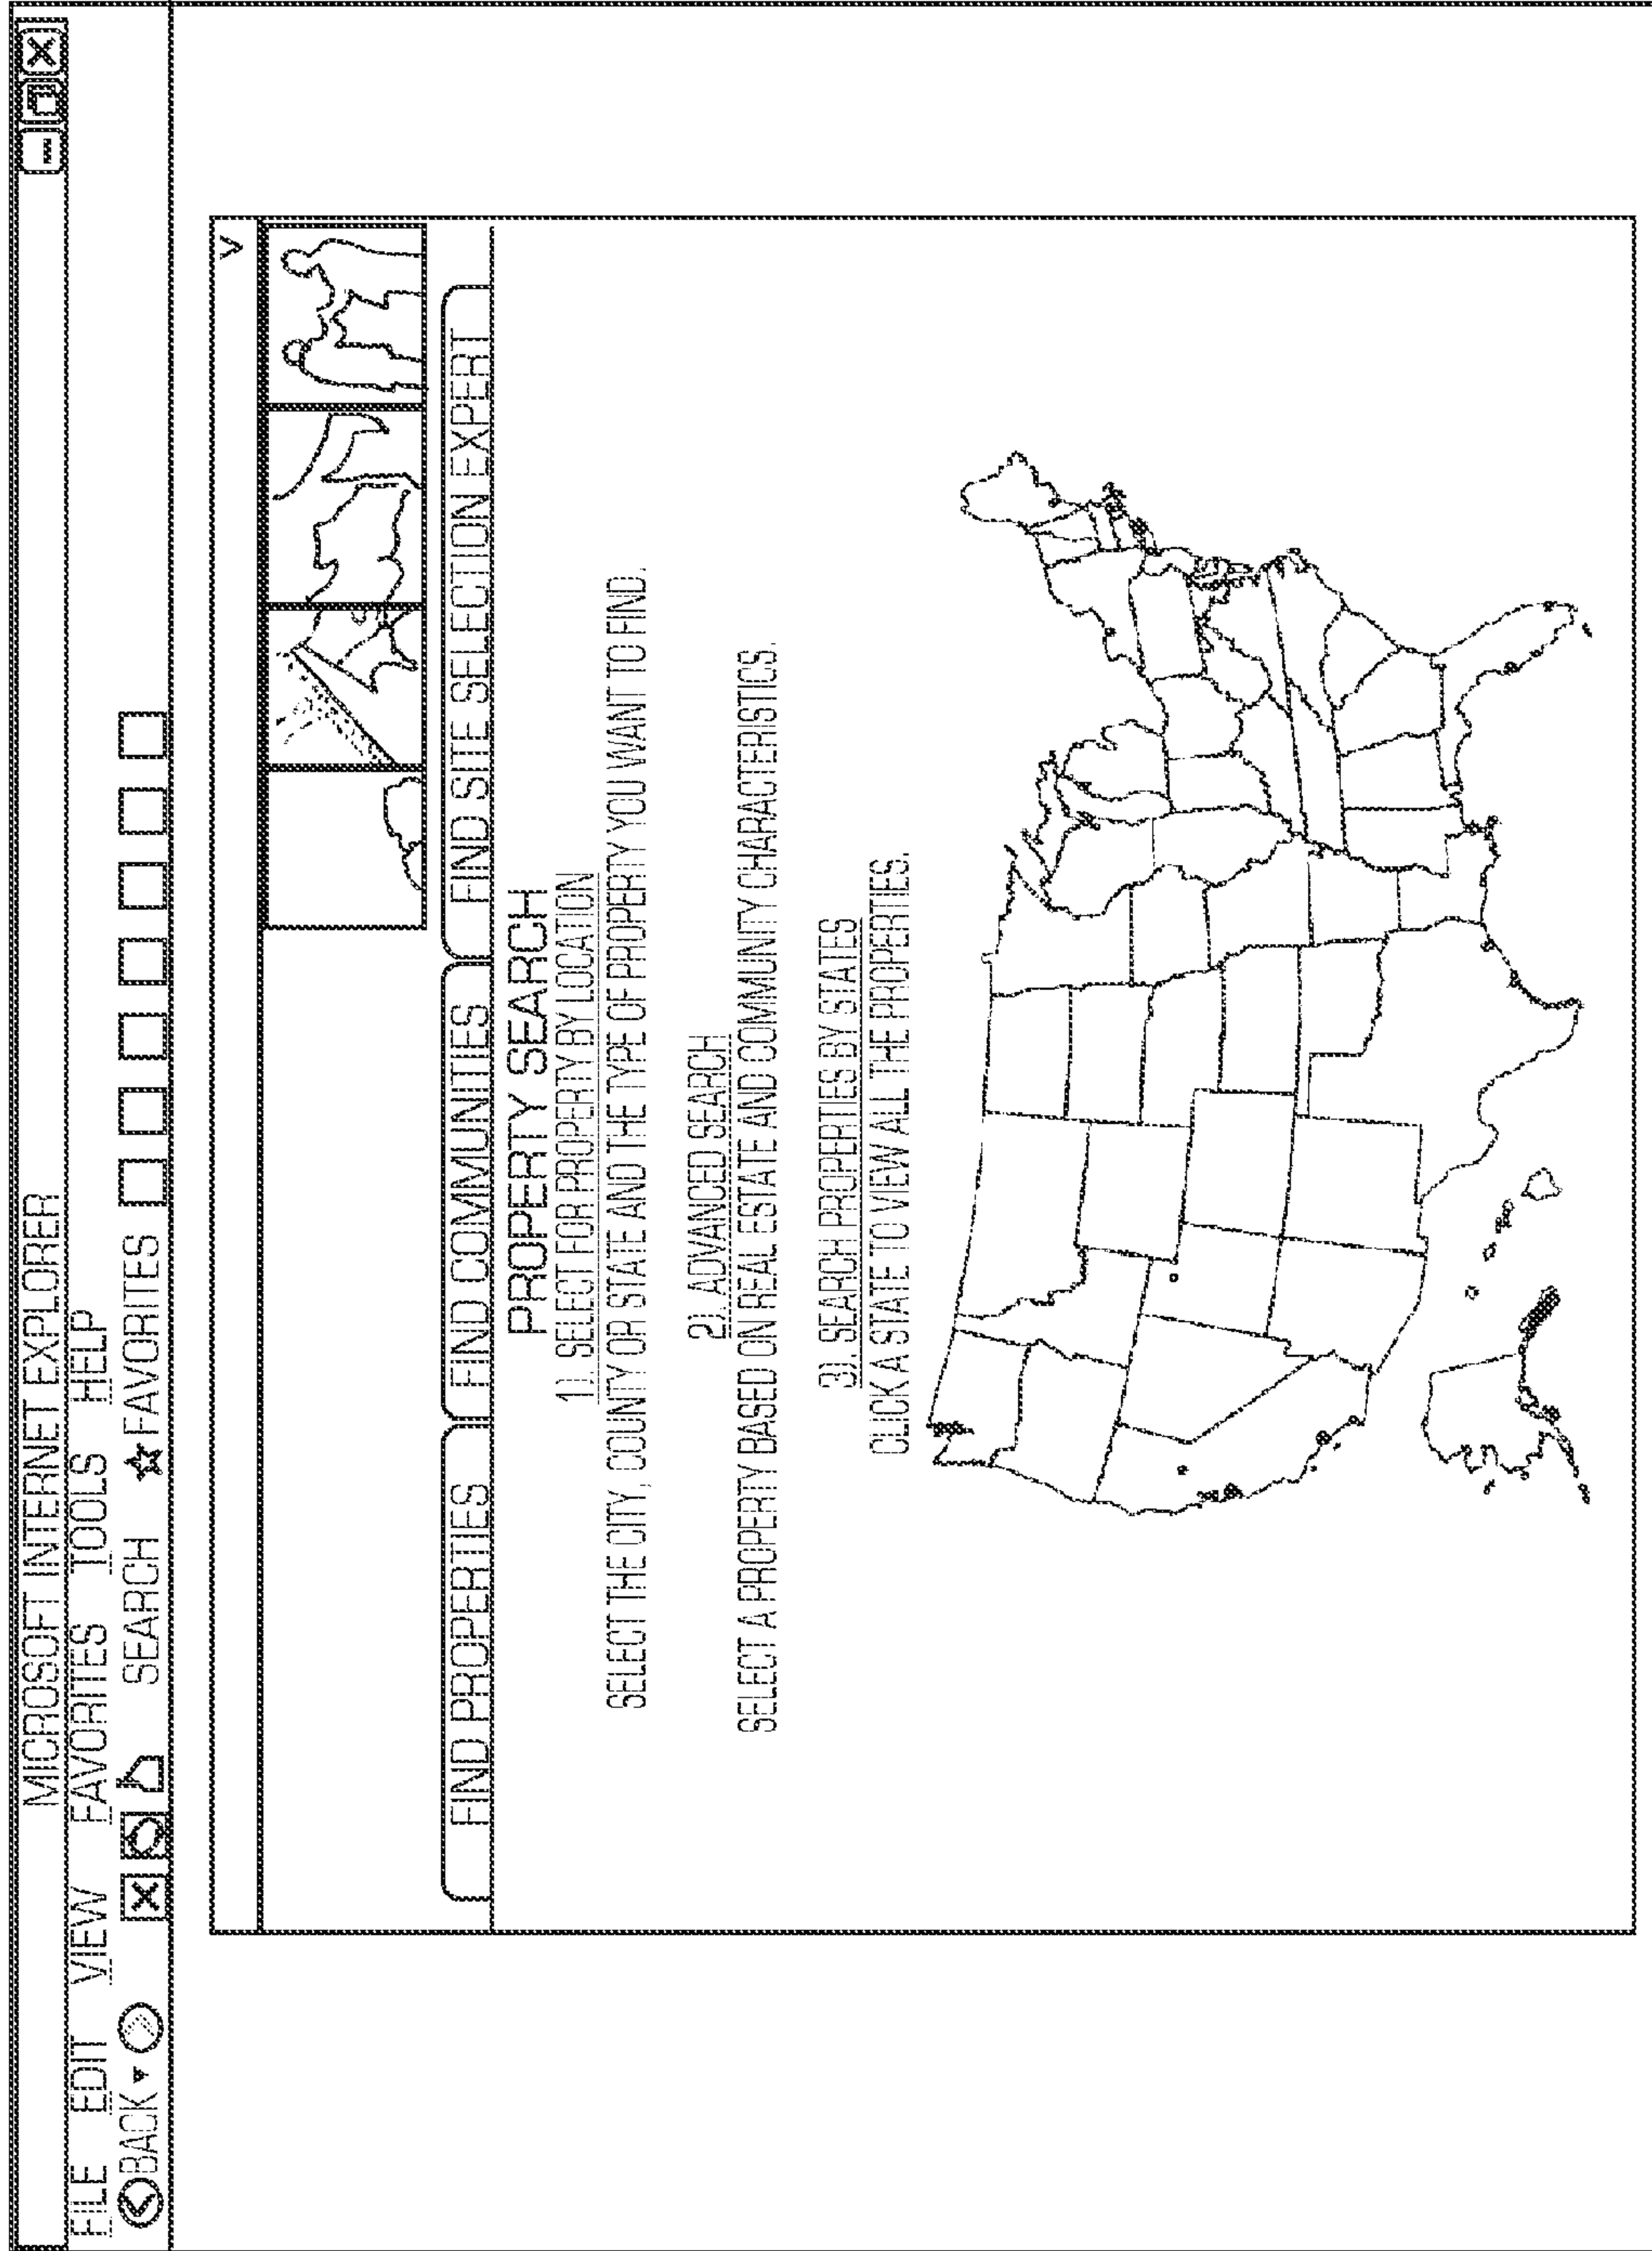 MICROSOFT INTERNET EXPLORER
FILE EDIT VIEW FAVORITES TOOLS HELP
BACK SEARCH FAVORITES
FIND PROPERTIES FIND COMMUNITIES FIND SITE SELECTION EXPERT
PROPERTY SEARCH
1). SELECT FOR PROPERTY BY LOCATION
SELECT THE CITY, COUNTY OR STATE AND THE TYPE OF PROPERTY YOU WANT TO FIND.
2). ADVANCED SEARCH
SELECT A PROPERTY BASED ON REAL ESTATE AND COMMUNITY CHARACTERISTICS.
3). SEARCH PROPERTIES BY STATES
CLICK A STATE TO VIEW ALL THE PROPERTIES.